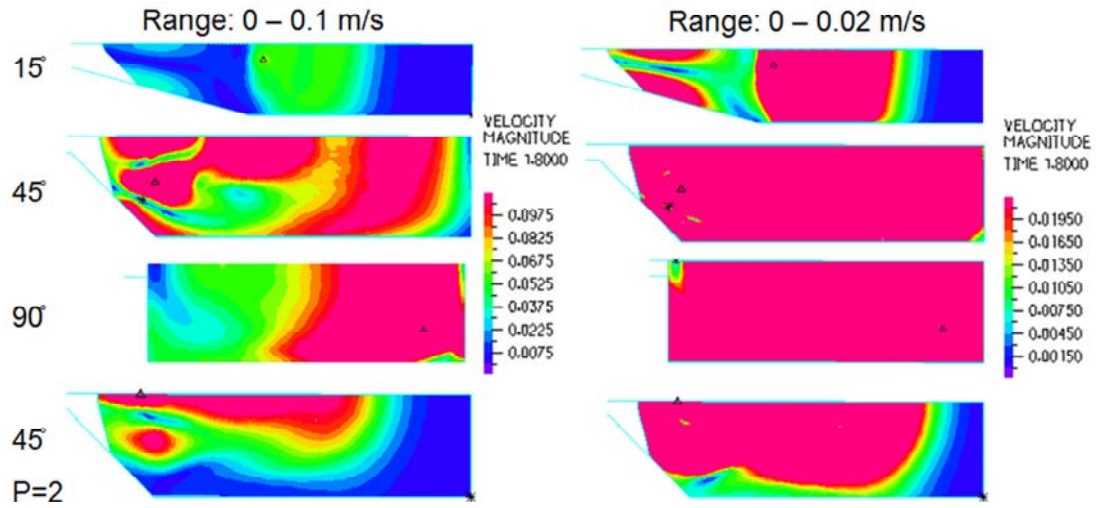 Range: 0 – 0.1 m/s
Range: 0 – 0.02 m/s
15°
45°
90°
45°
P=2
VELOCITY
MAGNITUDE
TIME 1.8000
0.0975
0.0825
0.0675
0.0525
0.0375
0.0225
0.0075
VELOCITY
MAGNITUDE
TIME 1.8000
0.01950
0.01650
0.01350
0.01050
0.00750
0.00450
0.00150